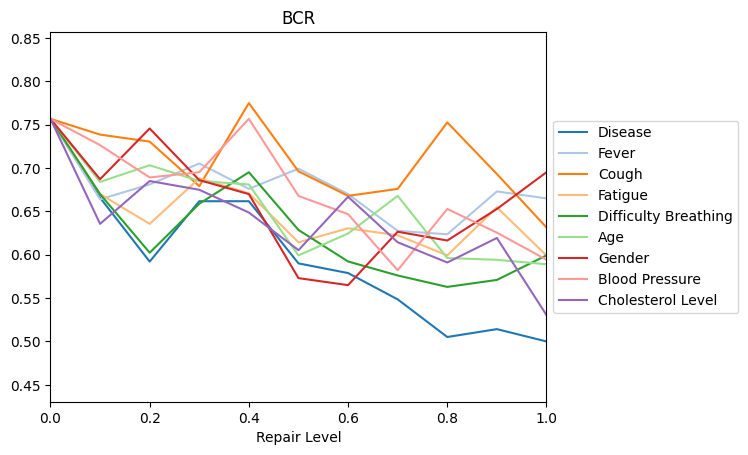 BCR
0.85
0.80
0.75
0.70
0.65
0.60
0.55
0.50
0.45
0.0 0.2 0.4 0.6 0.8 1.0
Repair Level
Disease
Fever
Cough
Fatigue
Difficulty Breathing
Age
Gender
Blood Pressure
Cholesterol Level